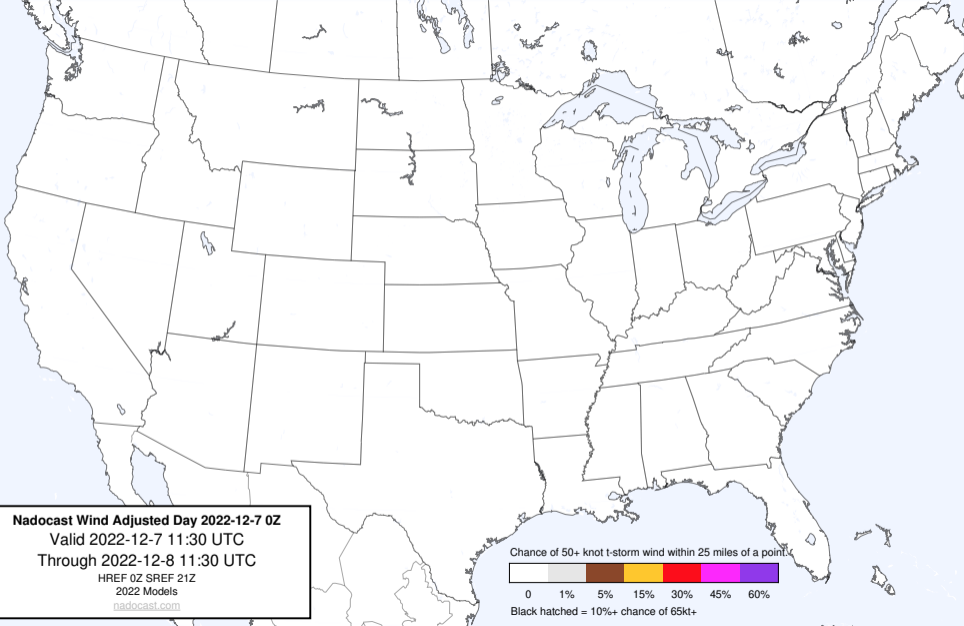 Nadocast Wind Adjusted Day 2022-12-7 0Z
Valid 2022-12-7 11:30 UTC
Through 2022-12-8 11:30 UTC
HREF 0Z SREF 21Z
2022 Models
nadocast.com
Chance of 50+ knot t-storm wind within 25 miles of a point.
0 1% 5% 15% 30% 45% 60%
Black hatched = 10%+ chance of 65kt+